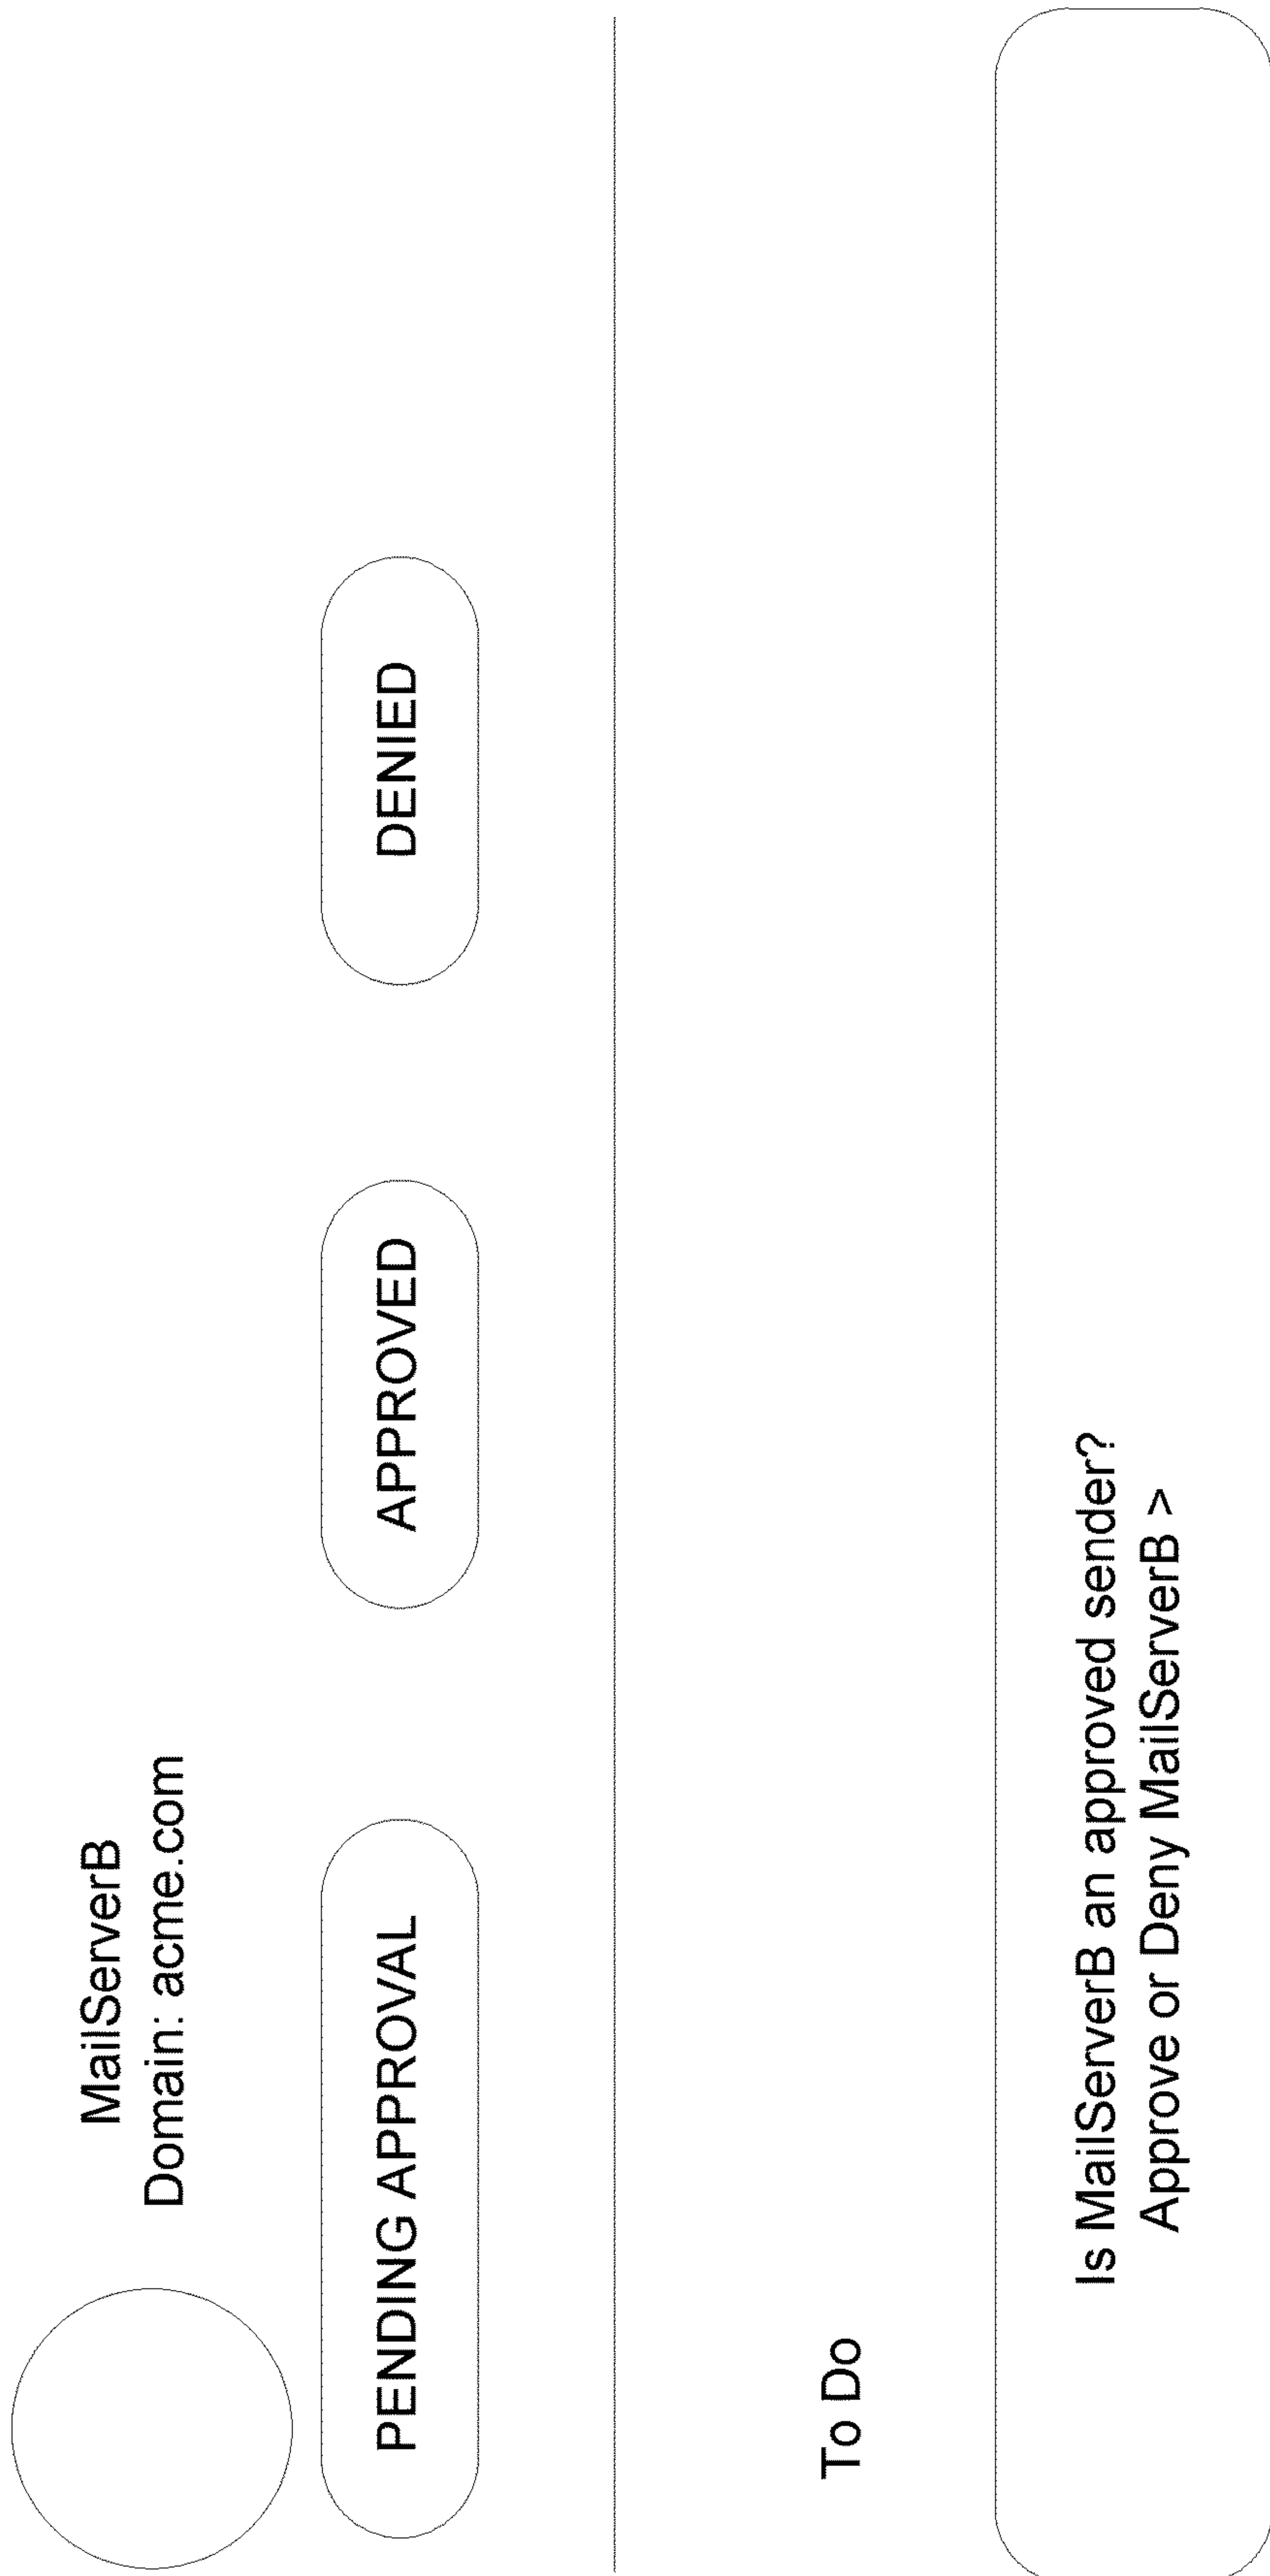 MailServerB
Domain: acme.com
PENDING APPROVAL
APPROVED
DENIED
To Do
Is MailServerB an approved sender?
Approve or Deny MailServerB >